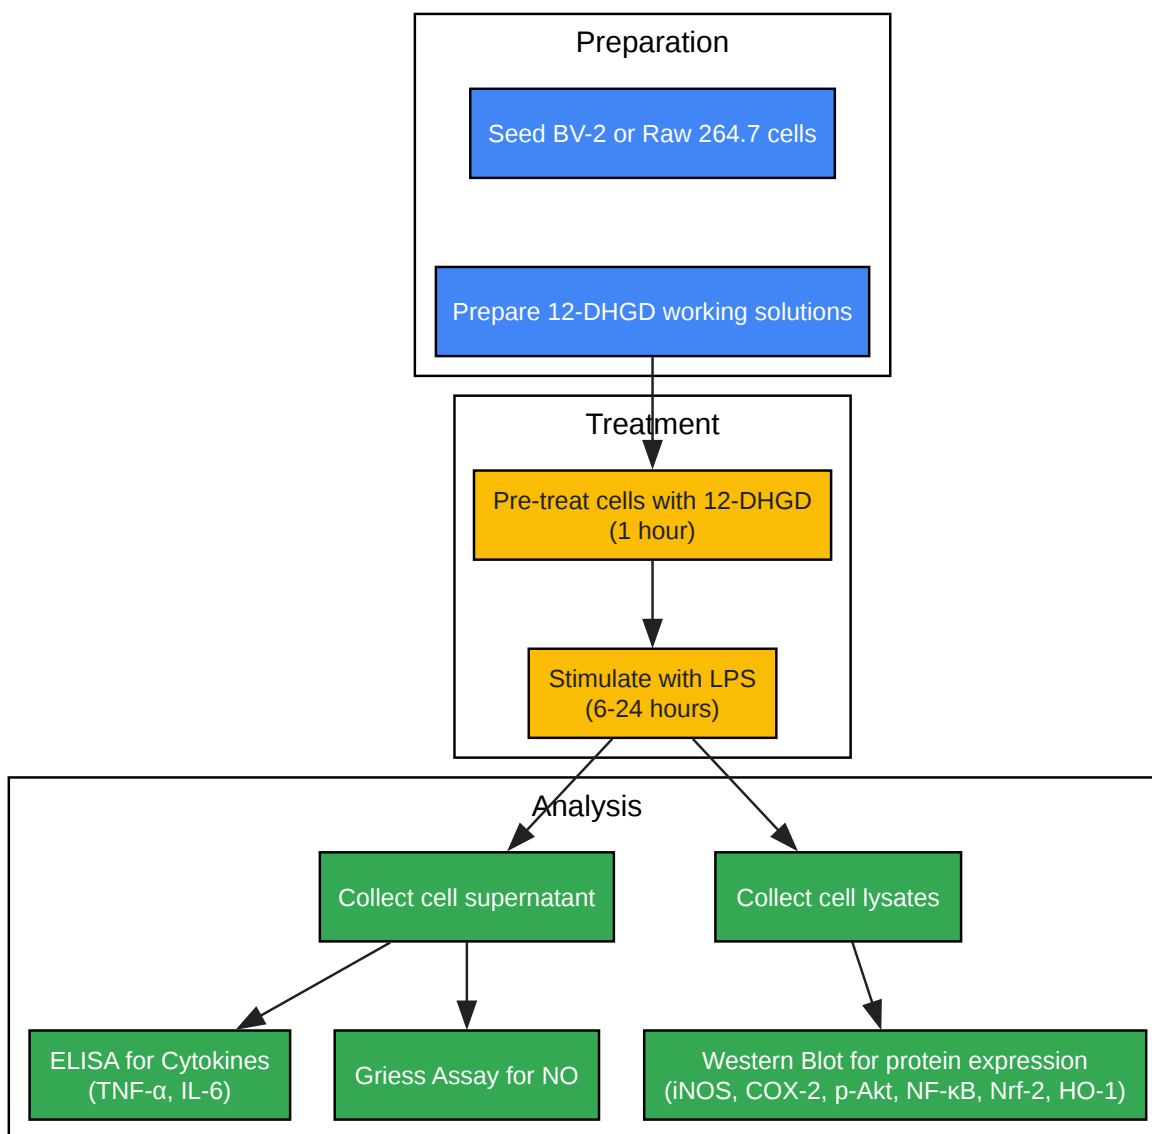 Preparation
Seed BV-2 or Raw 264.7 cells
Prepare 12-DHGD working solutions
Treatment
Pre-treat cells with 12-DHGD
(1 hour)
Stimulate with LPS
(6-24 hours)
Analysis
Collect cell supernatant
Collect cell lysates
ELISA for Cytokines
(TNF-α, IL-6)
Griess Assay for NO
Western Blot for protein expression
(iNOS, COX-2, p-Akt, NF-κB, Nrf-2, HO-1)